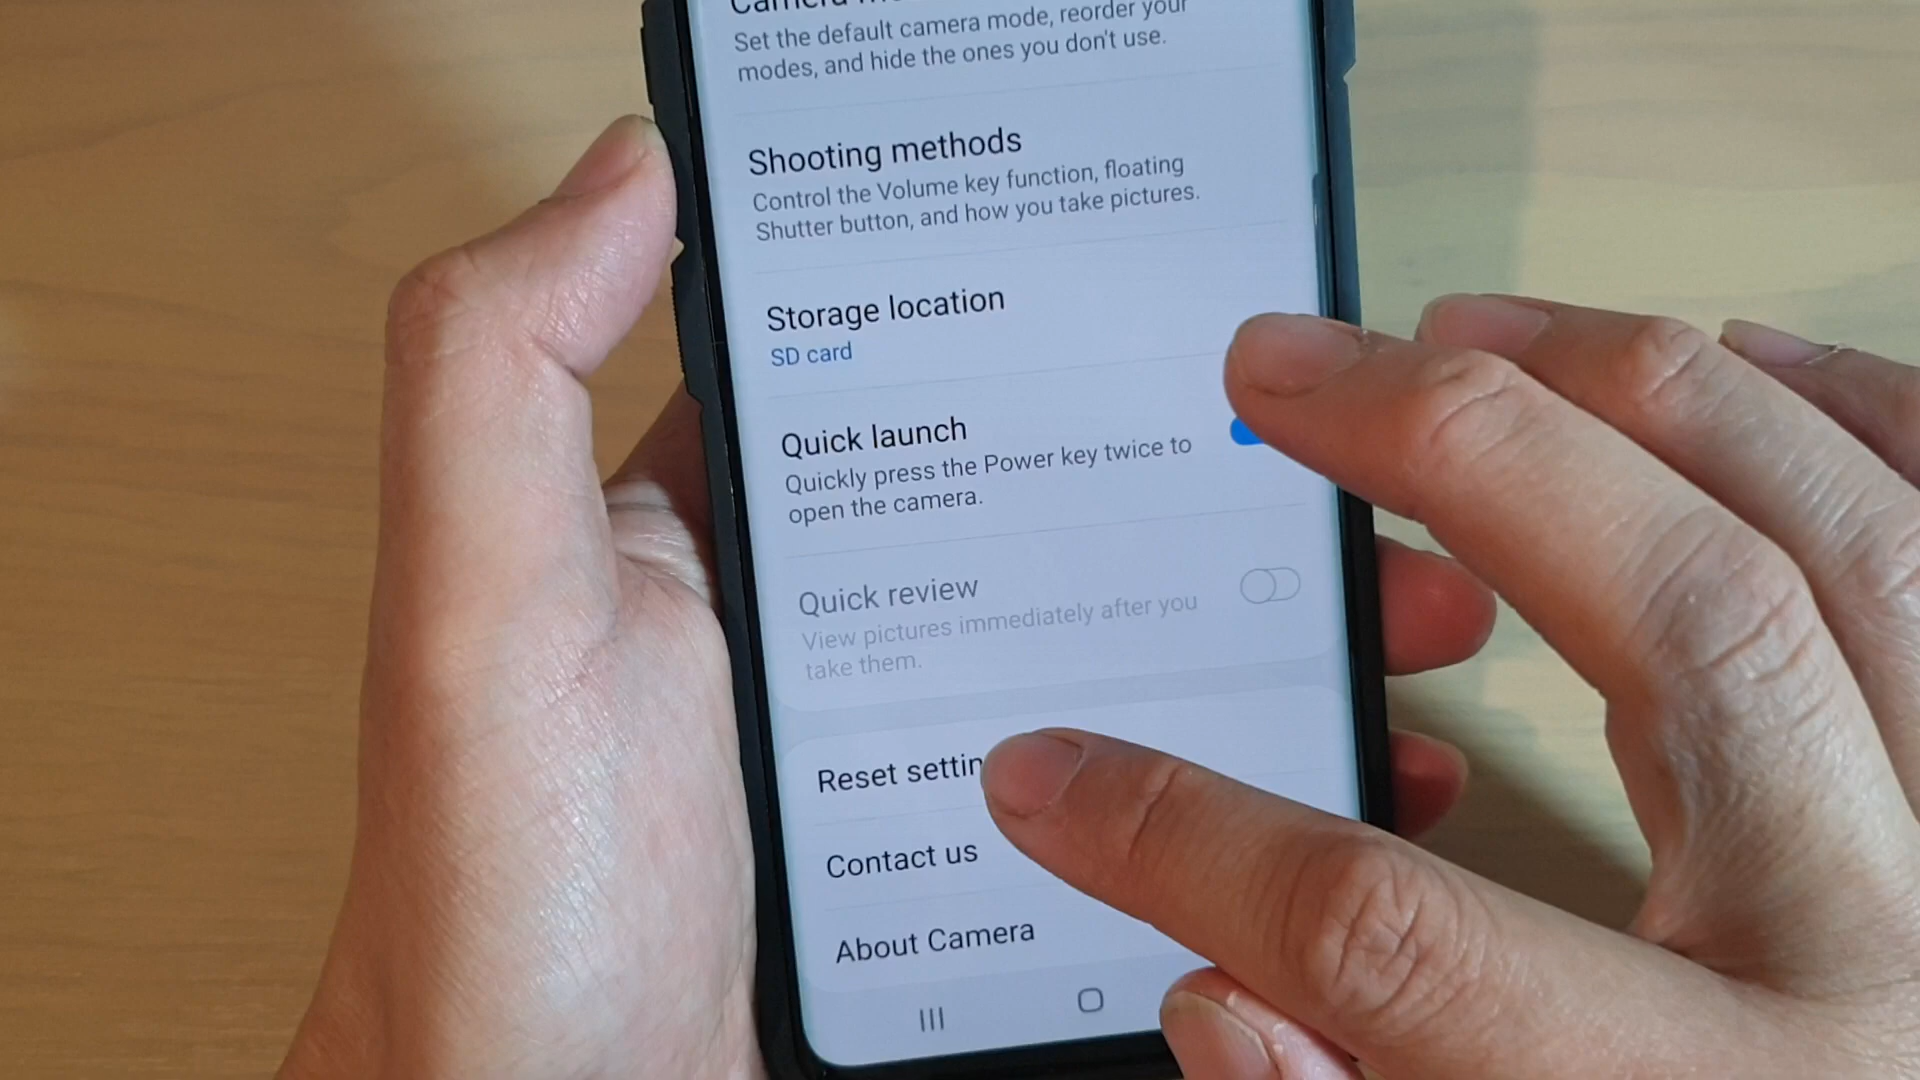 Camera
Set the default camera mode, reorder your
modes, and hide the ones you don't use.
Shooting methods
Control the Volume key function, floating
Shutter button, and how you take pictures.
Storage location
SD card
Quick launch
Quickly press the Power key twice to
open the camera.
Quick review
View pictures immediately after you
take them.
Reset settin
Contact us
About Camera